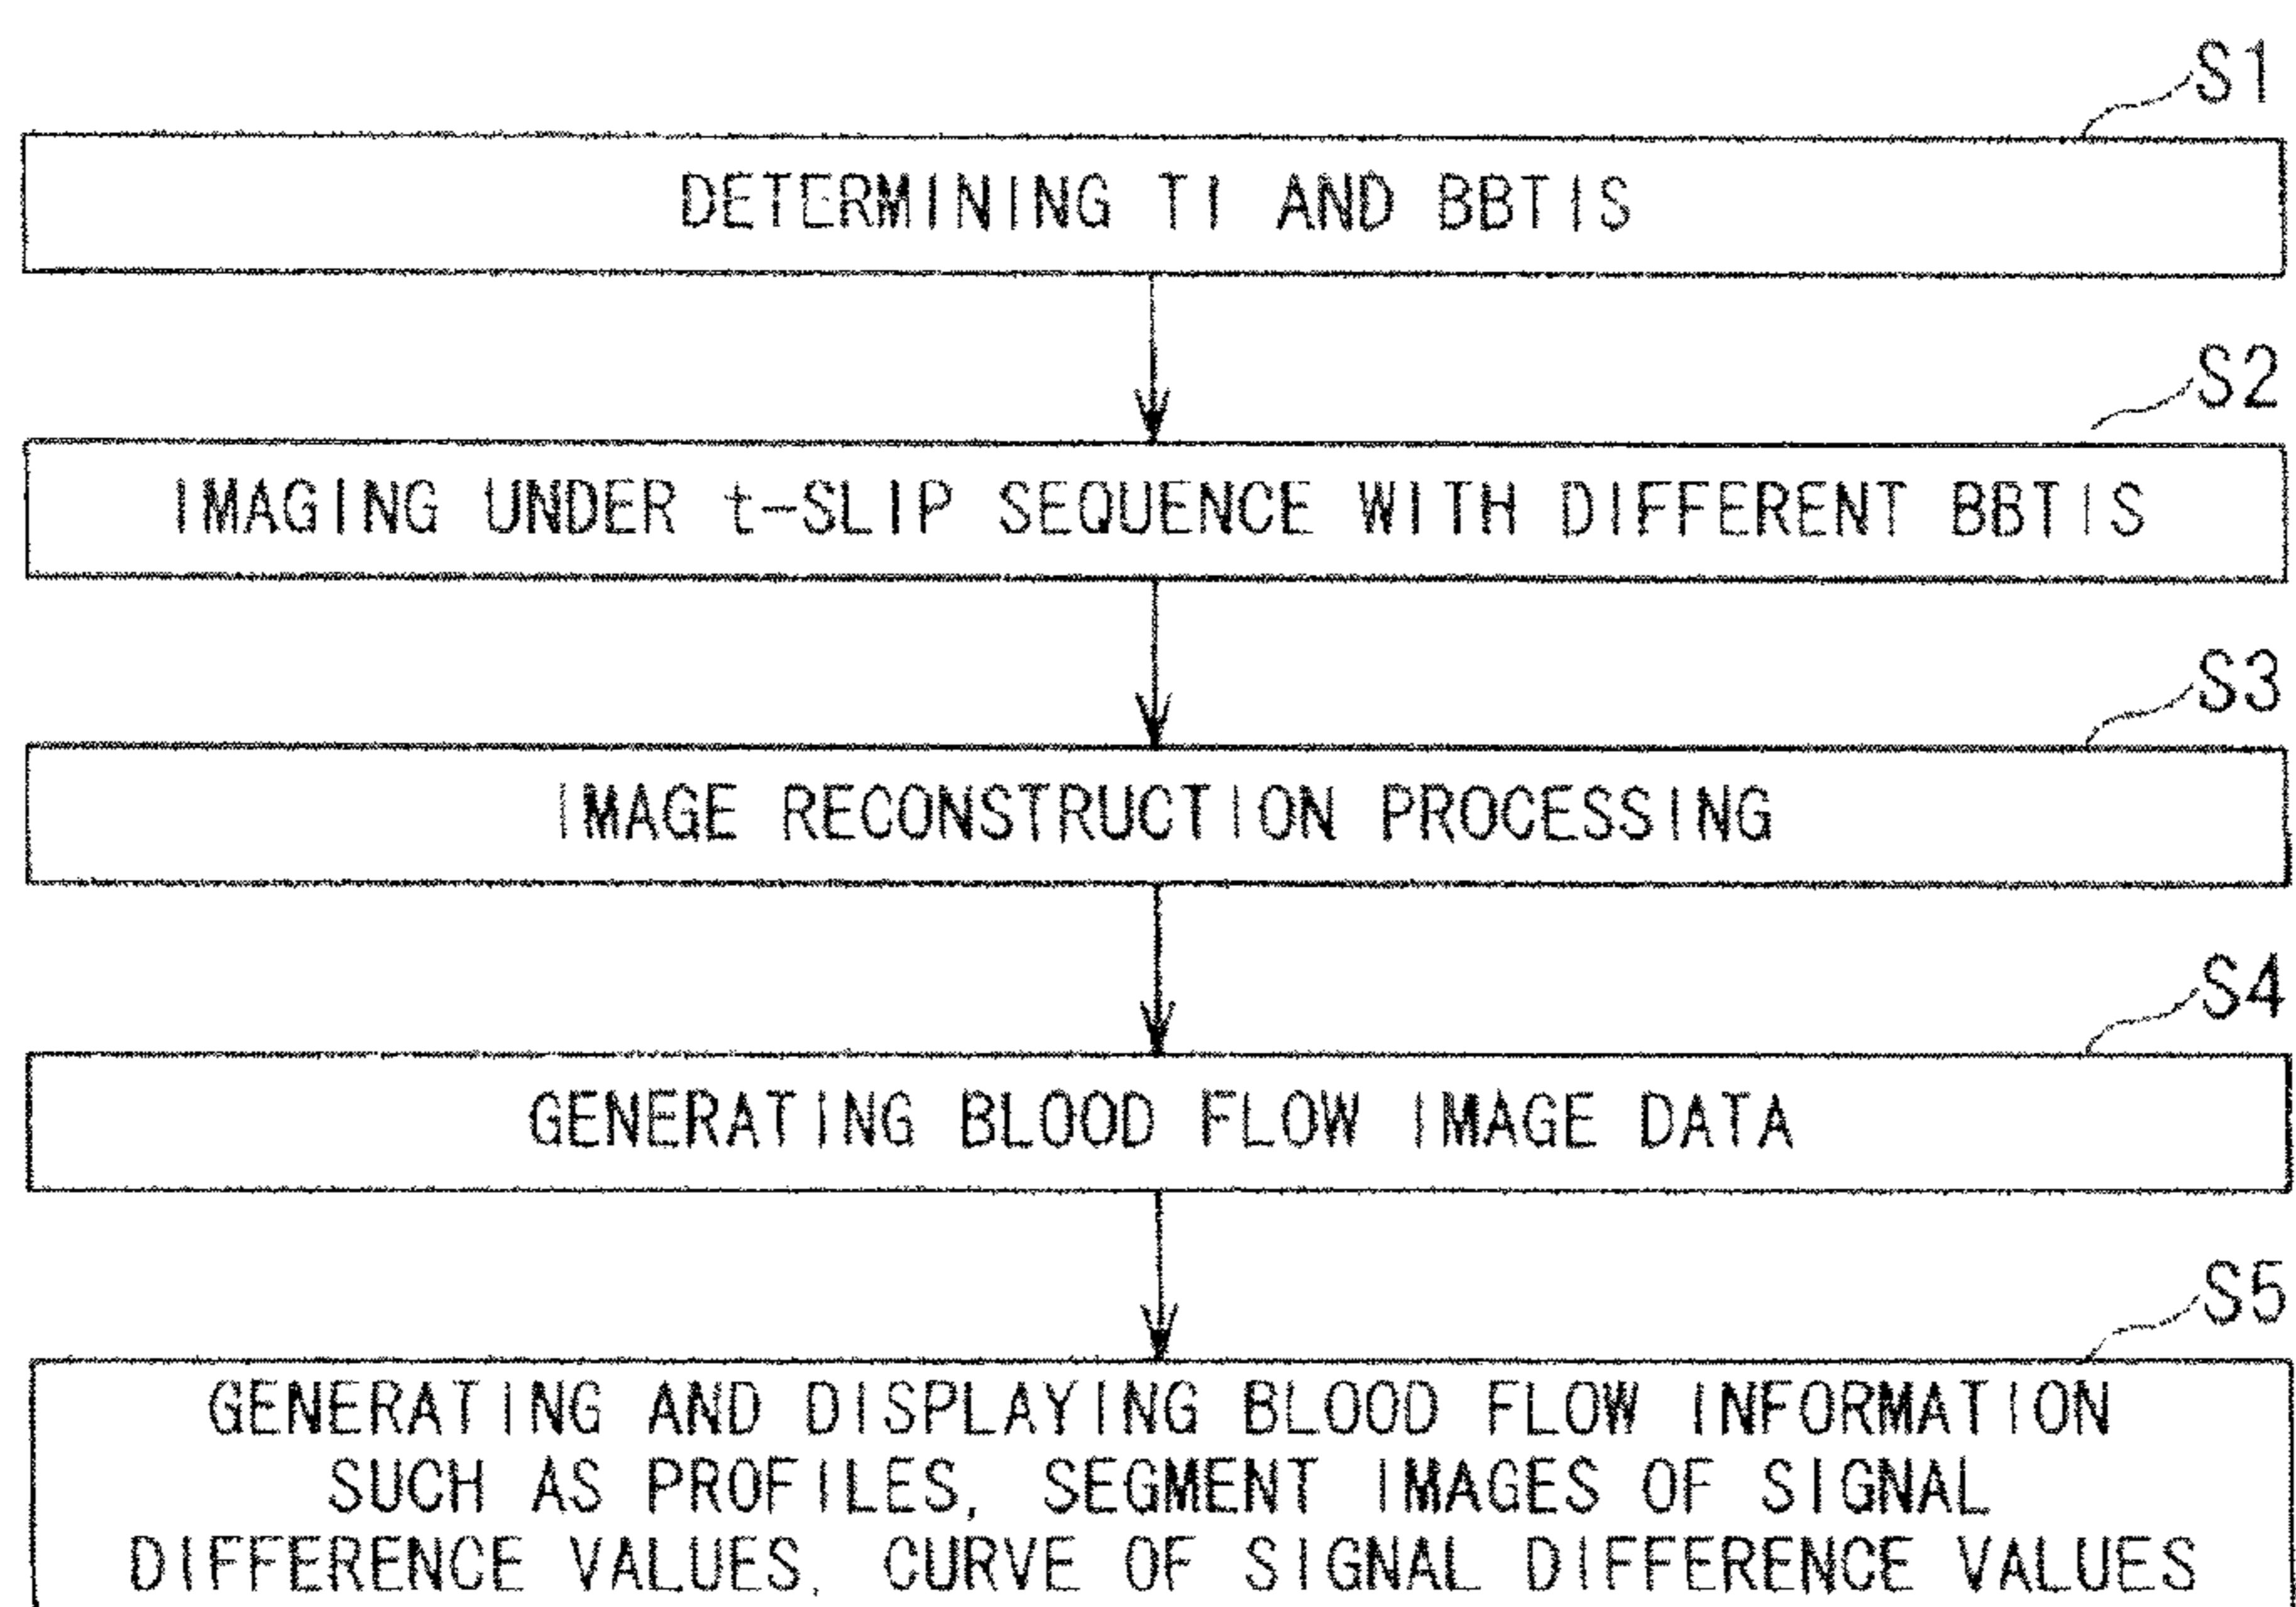 S1
DETERMINING TI AND BBTIS
S2
IMAGING UNDER t-SLIP SEQUENCE WITH DIFFERENT BBTIS
S3
IMAGE RECONSTRUCTION PROCESSING
S4
GENERATING BLOOD FLOW IMAGE DATA
S5
GENERATING AND DISPLAYING BLOOD FLOW INFORMATION
SUCH AS PROFILES, SEGMENT IMAGES OF SIGNAL
DIFFERENCE VALUES, CURVE OF SIGNAL DIFFERENCE VALUES